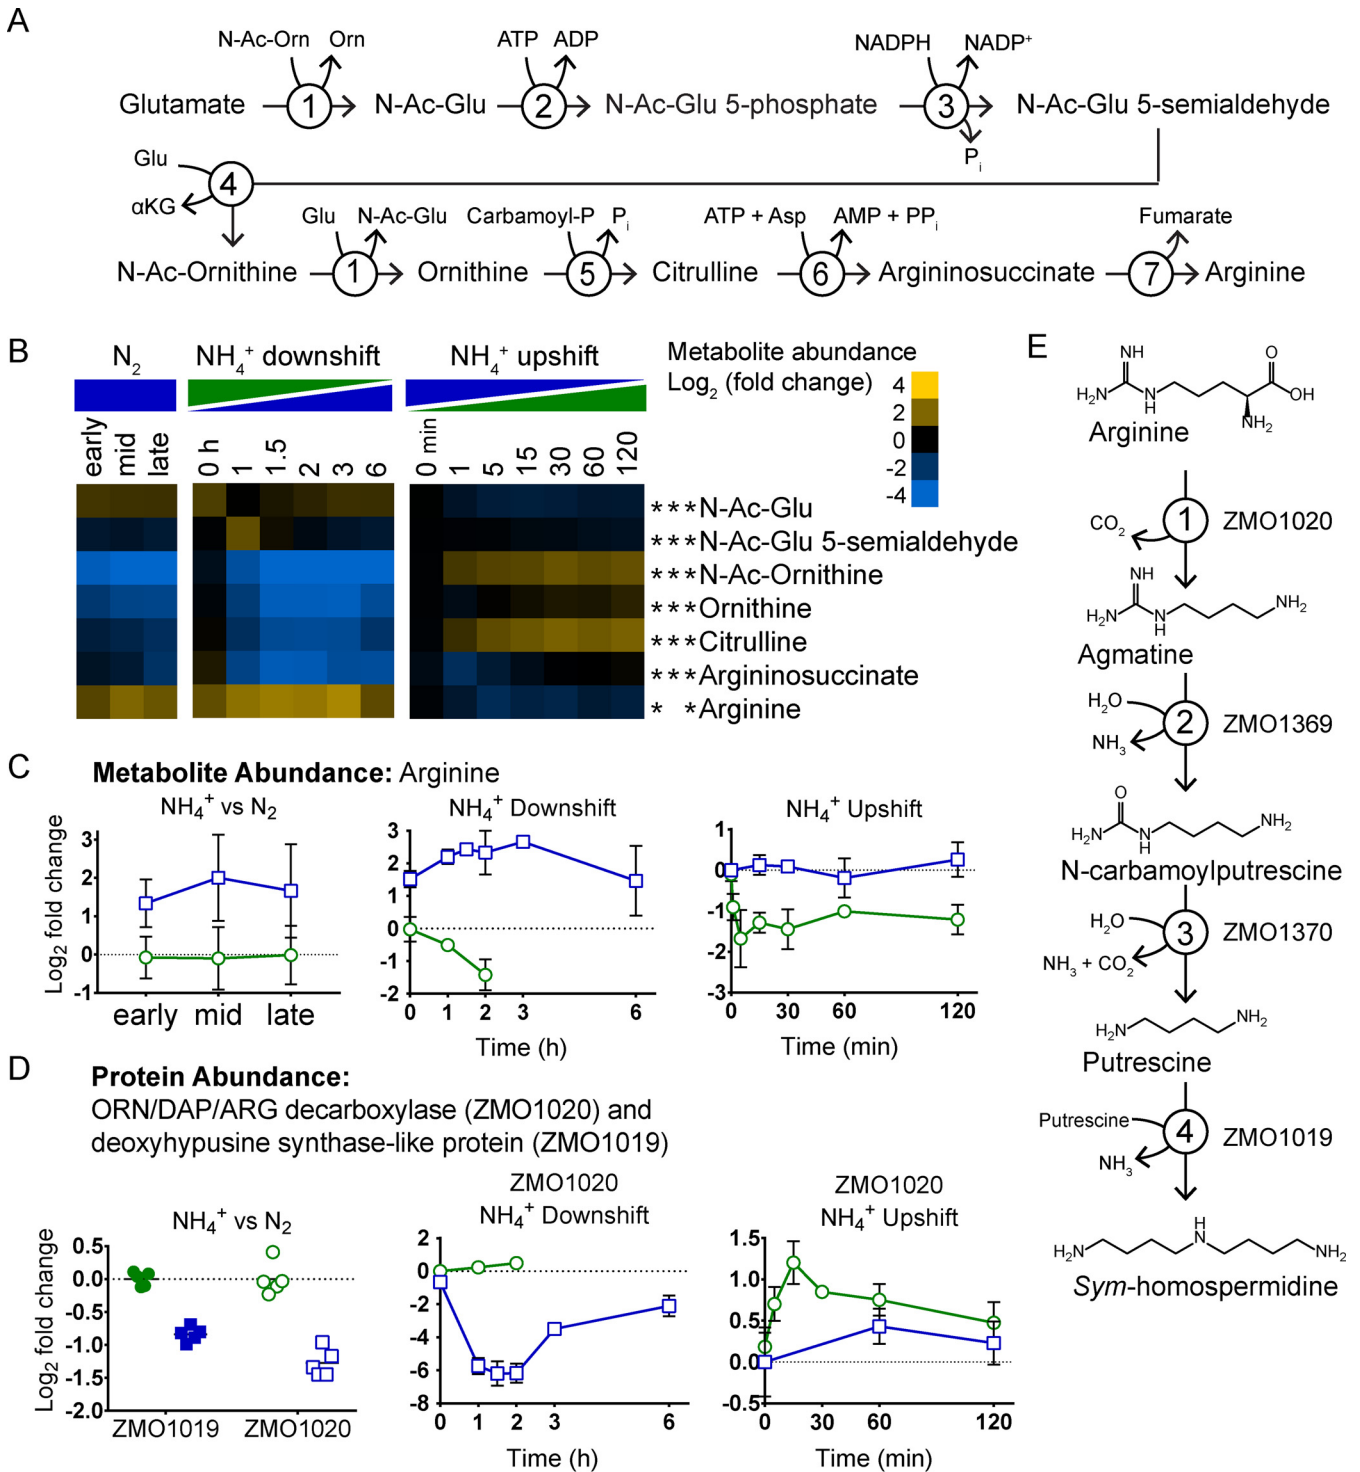 A
N-Ac-Orn Orn ATP ADP NADPH NADP+
Glutamate 1 N-Ac-Glu 2 N-Ac-Glu 5-phosphate 3 N-Ac-Glu 5-semialdehyde
Pi
Glu
4
αKG
Glu N-Ac-Glu Carbamoyl-P Pi ATP + Asp AMP + PPi Fumarate
N-Ac-Ornithine 1 Ornithine 5 Citrulline 6 Argininosuccinate 7 Arginine
B
N2 NH4+ downshift NH4+ upshift
Metabolite abundance
Log2 (fold change)
4
2
0
-2
-4
early mid late 0 h 1 1.5 2 3 6 0 min 1 5 15 30 60 120
***N-Ac-Glu
***N-Ac-Glu 5-semialdehyde
***N-Ac-Ornithine
***Ornithine
***Citrulline
***Argininosuccinate
* *Arginine
C
Metabolite Abundance: Arginine
NH4+ vs N2
Log2 fold change
3
2
1
0
-1
early mid late
NH4+ Downshift
3
2
1
0
-1
-2
0 1 2 3 6
Time (h)
NH4+ Upshift
1
0
-1
-2
-3
0 30 60 120
Time (min)
D
Protein Abundance:
ORN/DAP/ARG decarboxylase (ZMO1020) and
deoxyhypusine synthase-like protein (ZMO1019)
NH4+ vs N2
Log2 fold change
0.5
0.0
-0.5
-1.0
-1.5
-2.0
ZMO1019 ZMO1020
ZMO1020
NH4+ Downshift
2
0
-2
-4
-6
-8
0 1 2 3 6
Time (h)
ZMO1020
NH4+ Upshift
1.5
1.0
0.5
0.0
-0.5
0 30 60 120
Time (min)
E
NH O
H2N N H OH
NH2
Arginine
CO2 1 ZMO1020
NH
H2N N H NH2
Agmatine
H2O
2 ZMO1369
NH3
O
H2N N H NH2
N-carbamoylputrescine
H2O
3 ZMO1370
NH3 + CO2
H2N NH2
Putrescine
Putrescine
4 ZMO1019
NH3
H2N H N NH2
Sym-homospermidine